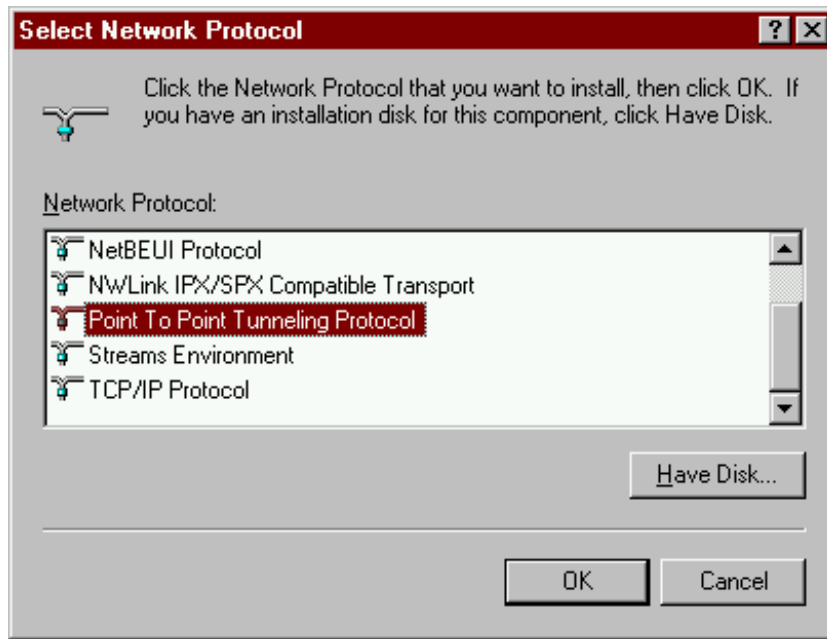 Select Network Protocol
Click the Network Protocol that you want to install, then click OK.  If
you have an installation disk for this component, click Have Disk.
Network Protocol:
NetBEUI Protocol
NWLink IPX/SPX Compatible Transport
Point To Point Tunneling Protocol
Streams Environment
TCP/IP Protocol
Have Disk...
OK
Cancel